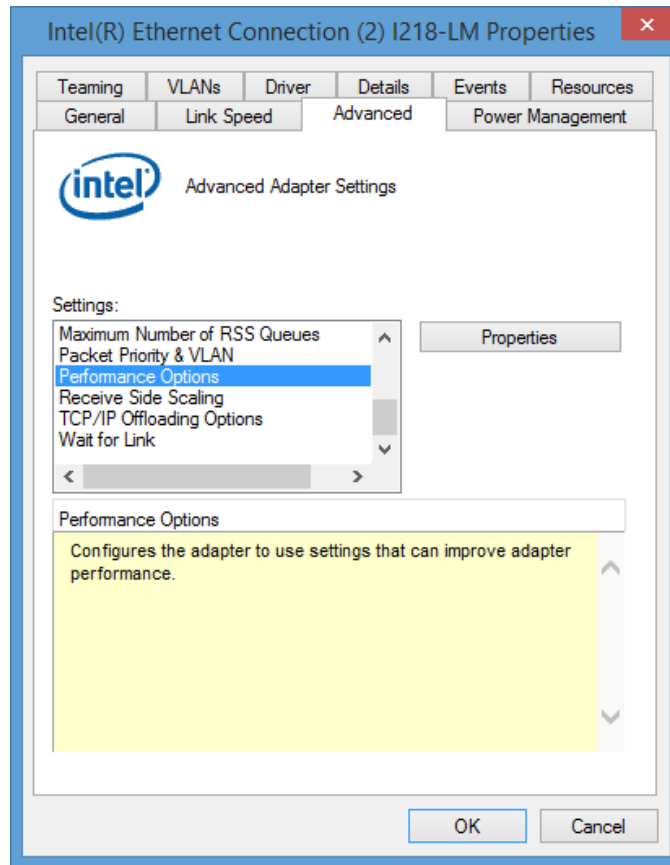 Intel(R) Ethernet Connection (2) I218-LM Properties
Teaming VLANs Driver Details Events Resources
General Link Speed Advanced Power Management
intel Advanced Adapter Settings
Settings:
Maximum Number of RSS Queues
Packet Priority & VLAN
Performance Options
Receive Side Scaling
TCP/IP Offloading Options
Wait for Link
Properties
Performance Options
Configures the adapter to use settings that can improve adapter
performance.
OK Cancel